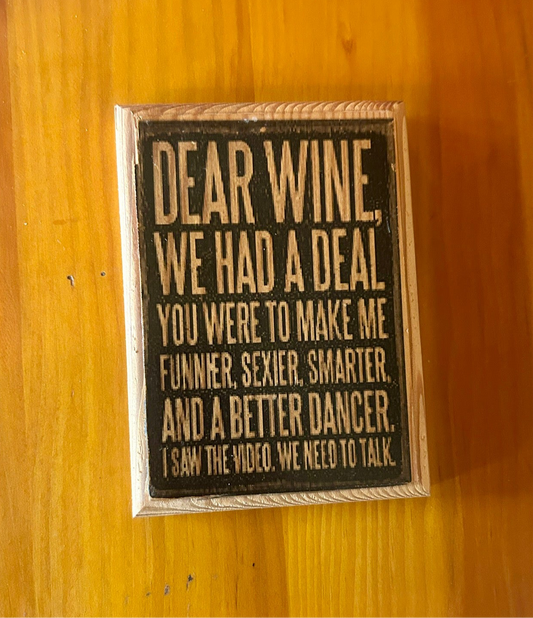 DEAR WINE,
WE HAD A DEAL
YOU WERE TO MAKE ME
FUNNIER, SEXIER, SMARTER,
AND A BETTER DANCER.
I SAW THE VIDEO. WE NEED TO TALK.